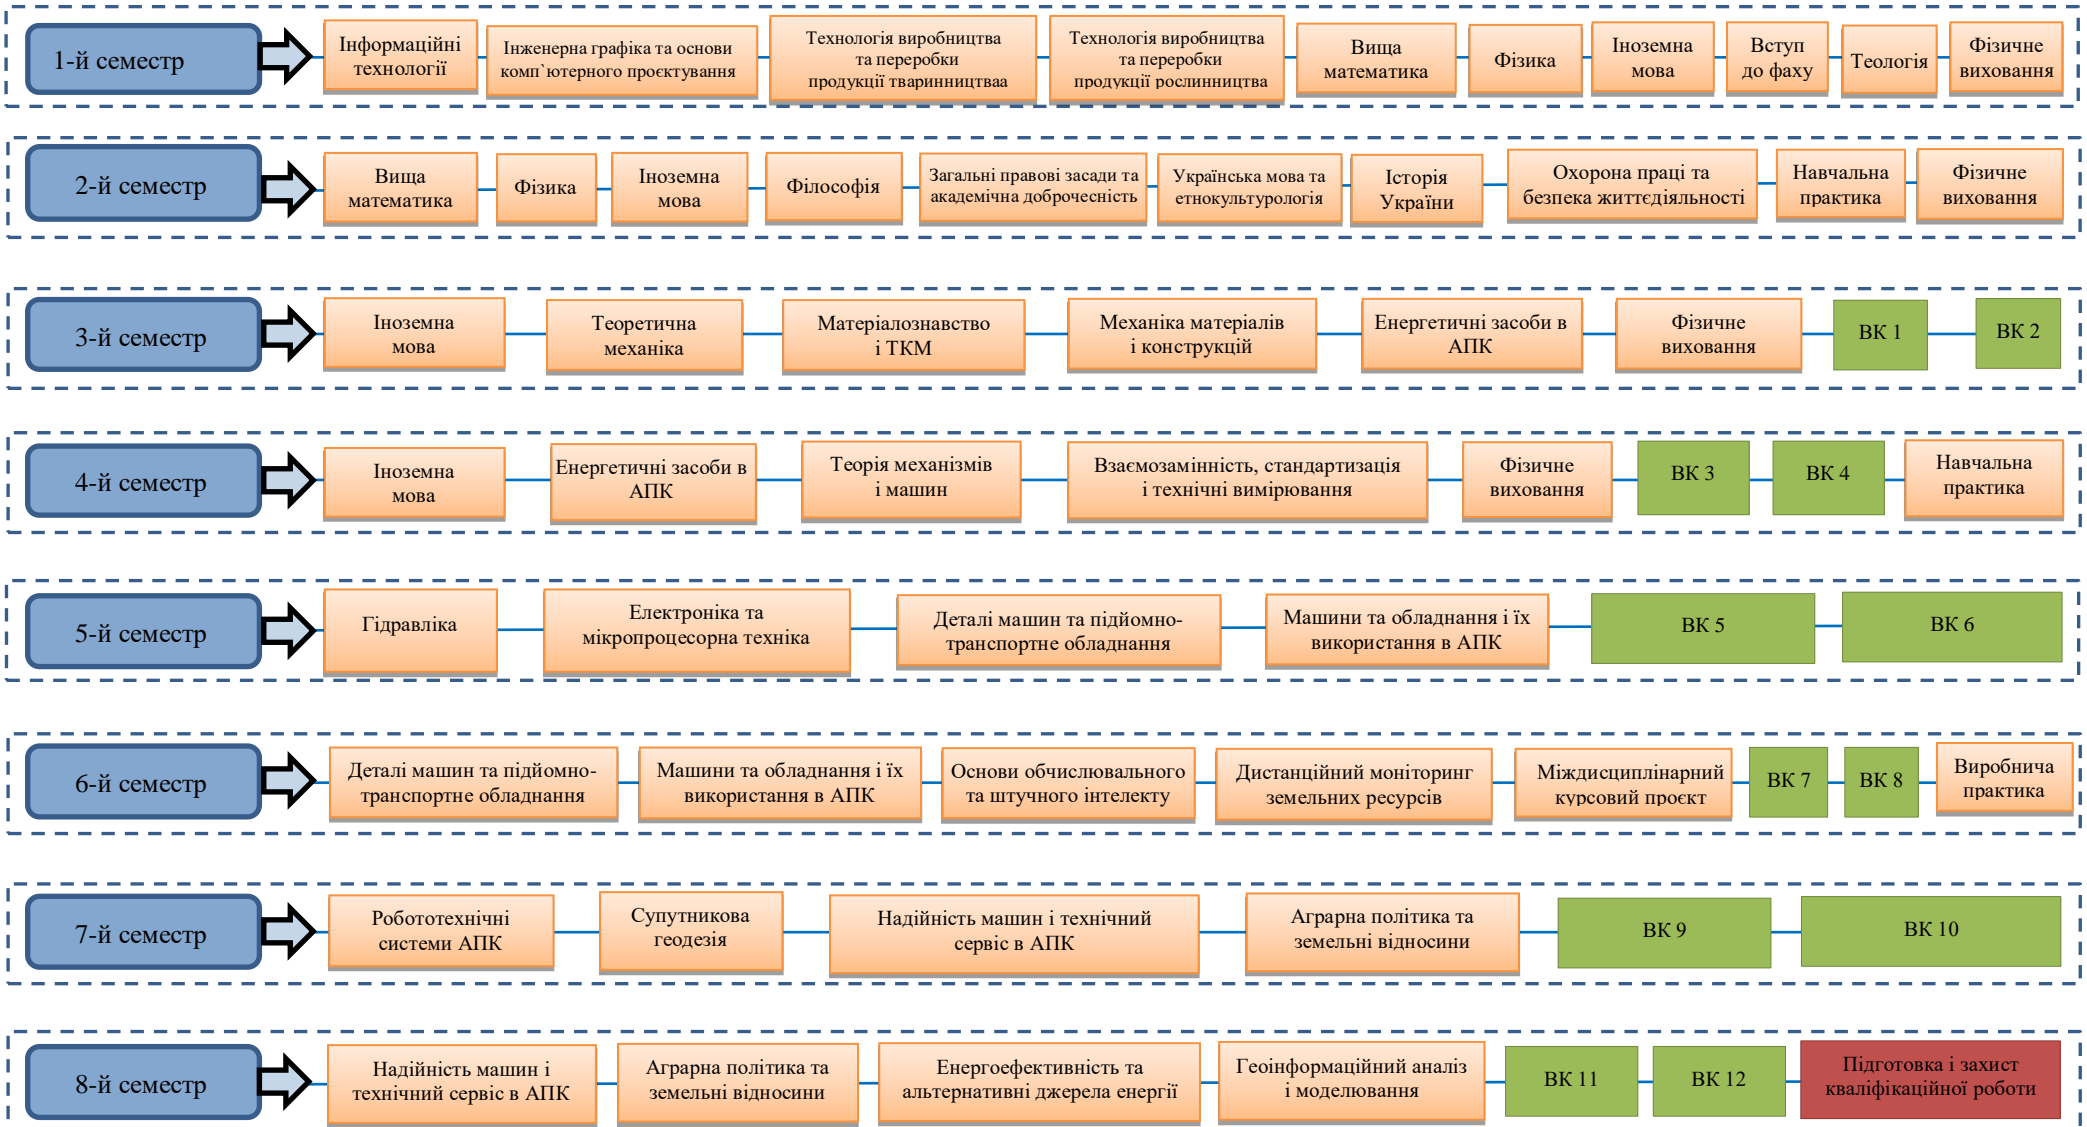 1-й семестр
Інформаційні
технології
Інженерна графіка та основи
комп`ютерного проєктування
Технологія виробництва
та переробки
продукції тваринництваа
Технологія виробництва
та переробки
продукції рослинництва
Вища
математика
Фізика
Іноземна
мова
Вступ
до фаху
Теологія
Фізичне
виховання
2-й семестр
Вища
математика
Фізика
Іноземна
мова
Філософія
Загальні правові засади та
академічна доброчесність
Українська мова та
етнокультурологія
Історія
України
Охорона праці та
безпека життєдіяльності
Навчальна
практика
Фізичне
виховання
3-й семестр
Іноземна
мова
Теоретична
механіка
Матеріалознавство
і ТКМ
Механіка матеріалів
і конструкцій
Енергетичні засоби в
АПК
Фізичне
виховання
ВК 1
ВК 2
4-й семестр
Іноземна
мова
Енергетичні засоби в
АПК
Теорія механізмів
і машин
Взаємозамінність, стандартизація
і технічні вимірювання
Фізичне
виховання
ВК 3
ВК 4
Навчальна
практика
5-й семестр
Гідравліка
Електроніка та
мікропроцесорна техніка
Деталі машин та підйомно-
транспортне обладнання
Машини та обладнання і їх
використання в АПК
ВК 5
ВК 6
6-й семестр
Деталі машин та підйомно-
транспортне обладнання
Машини та обладнання і їх
використання в АПК
Основи обчислювального
та штучного інтелекту
Дистанційний моніторинг
земельних ресурсів
Міждисциплінарний
курсовий проєкт
ВК 7
ВК 8
Виробнича
практика
7-й семестр
Робототехнічні
системи АПК
Супутникова
геодезія
Надійність машин і технічний
сервіс в АПК
Аграрна політика та
земельні відносини
ВК 9
ВК 10
8-й семестр
Надійність машин і
технічний сервіс в АПК
Аграрна політика та
земельні відносини
Енергоефективність та
альтернативні джерела енергії
Геоінформаційний аналіз
і моделювання
ВК 11
ВК 12
Підготовка і захист
кваліфікаційної роботи